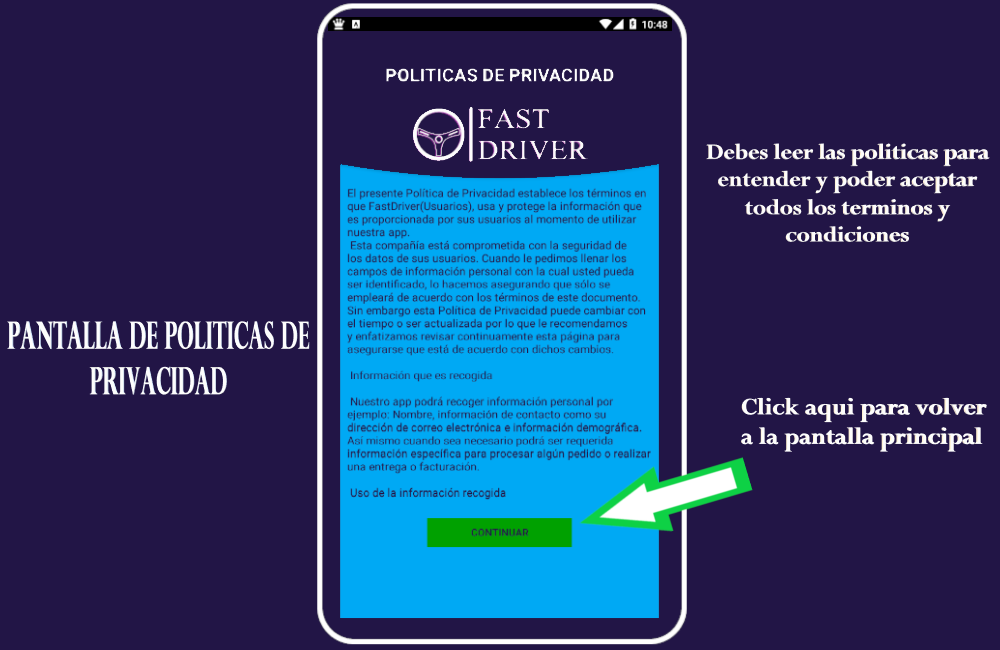 10:48
POLITICAS DE PRIVACIDAD
FAST
DRIVER
El presente Política de Privacidad establece los términos en
que FastDriver(Usuarios), usa y protege la información que
es proporcionada por sus usuarios al momento de utilizar
nuestra app.
Esta compañía está comprometida con la seguridad de
los datos de sus usuarios. Cuando le pedimos llenar los
campos de información personal con la cual usted pueda
ser identificado, lo hacemos asegurando que sólo se
empleará de acuerdo con los términos de este documento.
Sin embargo esta Política de Privacidad puede cambiar con
el tiempo o ser actualizada por lo que le recomendamos
y enfatizamos revisar continuamente esta página para
asegurarse que está de acuerdo con dichos cambios.
Información que es recogida
Nuestro app podrá recoger información personal por
ejemplo: Nombre, información de contacto como su
dirección de correo electrónica e información demográfica.
Así mismo cuando sea necesario podrá ser requerida
información específica para procesar algún pedido o realizar
una entrega o facturación.
Uso de la información recogida
CONTINUAR
PANTALLA DE POLITICAS DE
PRIVACIDAD
Debes leer las politicas para
entender y poder aceptar
todos los terminos y
condiciones
Click aqui para volver
a la pantalla principal